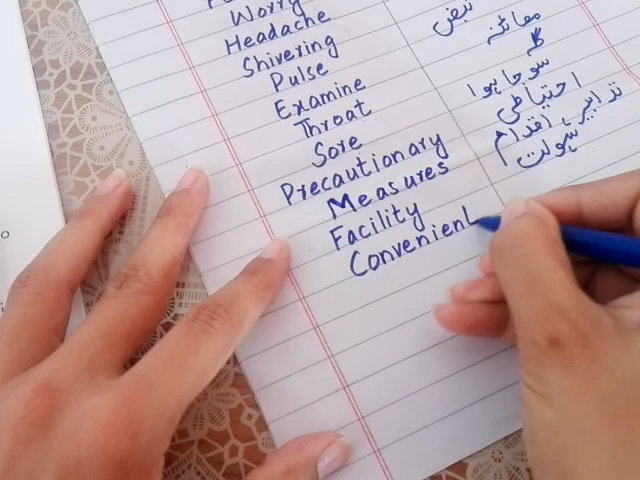 Worry
Headache
Shivering نبض
Pulse معائنہ
Examine گلا
Throat سوجا ہوا
Sore احتیاطی
Precautionary تدابیر، اقدام
Measures سہولت
Facility
Convenient